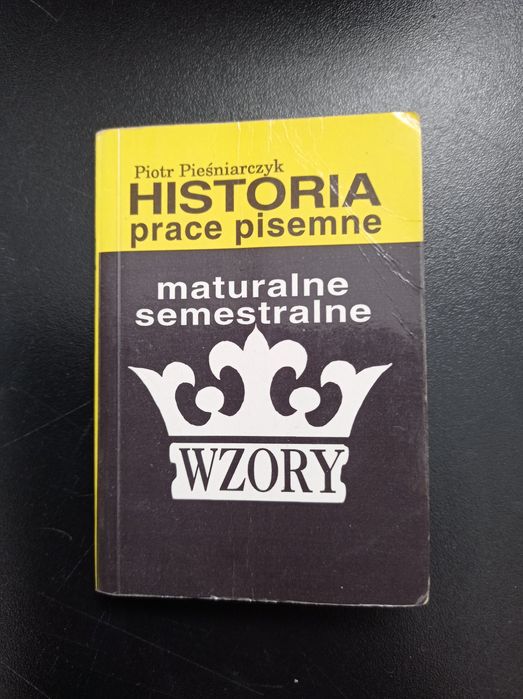 Piotr Pieśniarczyk
HISTORIA
prace pisemne
maturalne
semestralne
WZORY